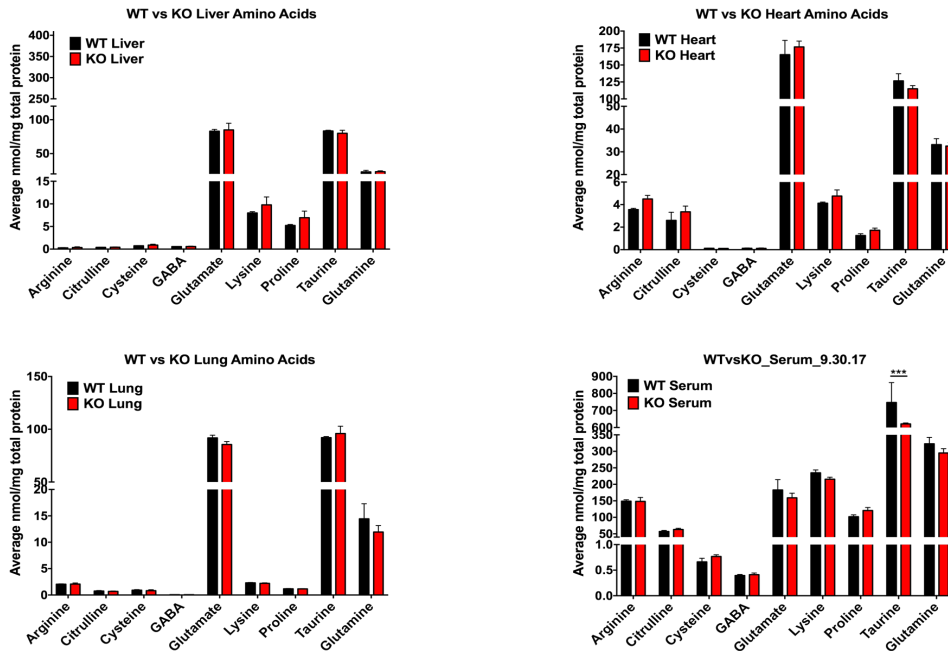 WT vs KO Liver Amino Acids
WT Liver
KO Liver
Average nmol/mg total protein
400
350
300
250
200
100
50
15
10
5
0
Arginine
Citrulline
Cysteine
GABA
Glutamate
Lysine
Proline
Taurine
Glutamine
WT vs KO Heart Amino Acids
WT Heart
KO Heart
Average nmol/mg total protein
175
150
125
100
40
30
20
6
4
2
0
Arginine
Citrulline
Cysteine
GABA
Glutamate
Lysine
Proline
Taurine
Glutamine
WT vs KO Lung Amino Acids
WT Lung
KO Lung
Average nmol/mg total protein
150
100
50
20
15
10
5
0
Arginine
Citrulline
Cysteine
GABA
Glutamate
Lysine
Proline
Taurine
Glutamine
WTvsKO_Serum_9.30.17
WT Serum
KO Serum
***
Average nmol/mg total protein
900
800
700
600
350
300
250
200
150
100
50
1.0
0.5
0.0
Arginine
Citrulline
Cysteine
GABA
Glutamate
Lysine
Proline
Taurine
Glutamine